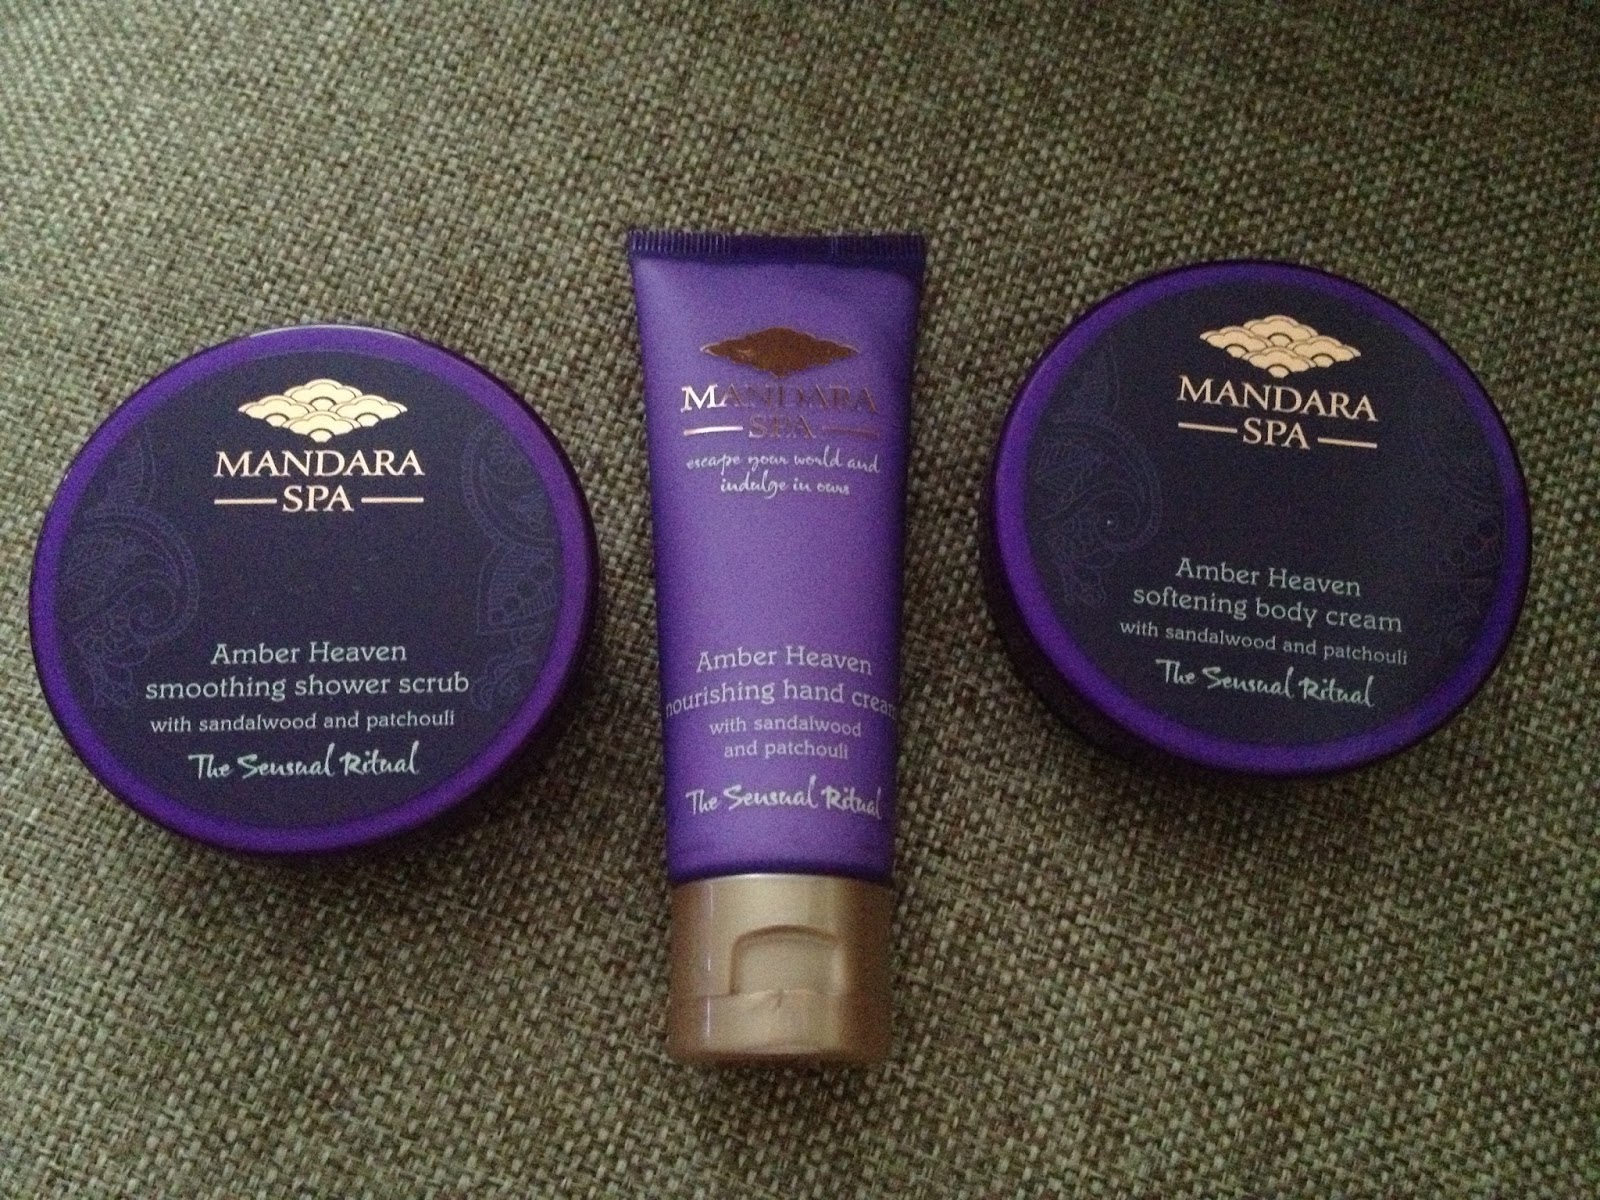 MANDARA
SPA
Amber Heaven
smoothing shower scrub
with sandalwood and patchouli
The Sensual Ritual
MANDARA
SPA
escape your world and
indulge in ours
Amber Heaven
nourishing hand cream
with sandalwood
and patchouli
The Sensual Ritual
MANDARA
SPA
Amber Heaven
softening body cream
with sandalwood and patchouli
The Sensual Ritual